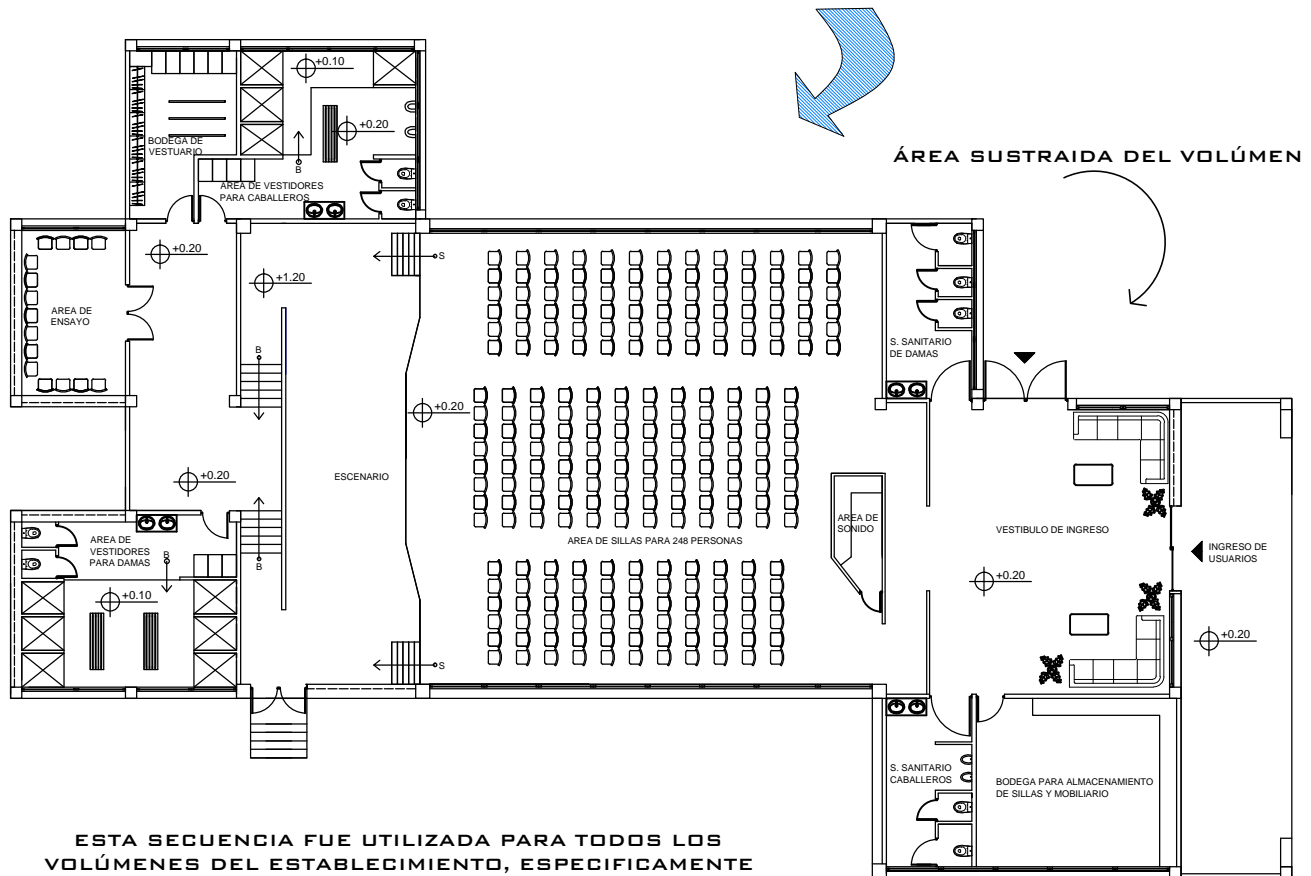 ÁREA SUSTRAIDA DEL VOLÚMEN
+0.10
+0.20
BODEGA DE
VESTUARIO
B
AREA DE VESTIDORES
PARA CABALLEROS
+0.20
+1.20
S
AREA DE
ENSAYO
S. SANITARIO
DE DAMAS
B
+0.20
ESCENARIO
+0.20
AREA DE
SONIDO
VESTIBULO DE INGRESO
AREA DE SILLAS PARA 248 PERSONAS
AREA DE
VESTIDORES
PARA DAMAS
B
B
INGRESO DE
USUARIOS
+0.20
+0.10
+0.20
S
S. SANITARIO
CABALLEROS
BODEGA PARA ALMACENAMIENTO
DE SILLAS Y MOBILIARIO
ESTA SECUENCIA FUE UTILIZADA PARA TODOS LOS
VOLÚMENES DEL ESTABLECIMIENTO, ESPECIFICAMENTE